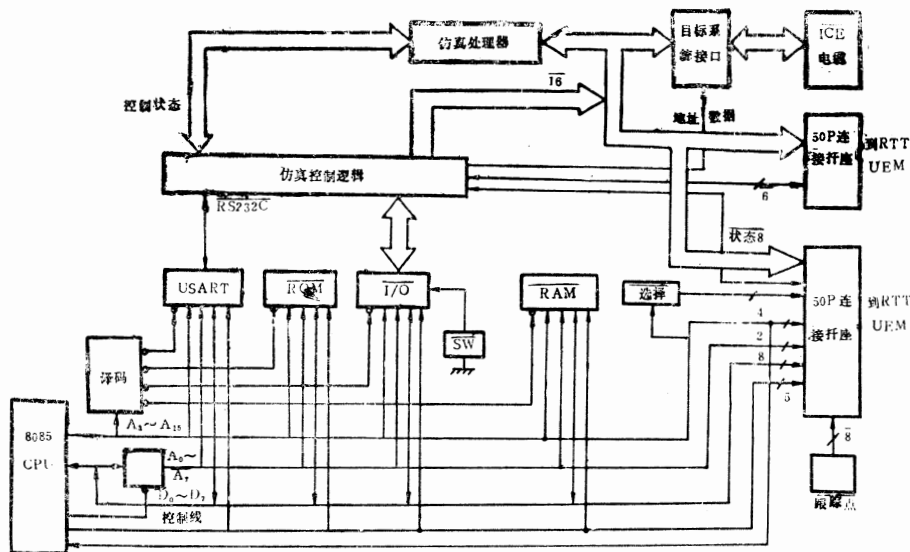 仿真处理器
目标系
统接口
ICE
电缆
控制状态
16
地址 数据
50P连
接扦座
到RTT
UEM
仿真控制逻辑
6
RS232C
状态8
USART
ROM
I/O
RAM
选择
50P连
接扦座
到RTT
UEM
SW
4
2
8
5
译码
8085
CPU
A₈～A₁₅
A₀～
A₇
D₀～D₇
控制线
8
跟踪点